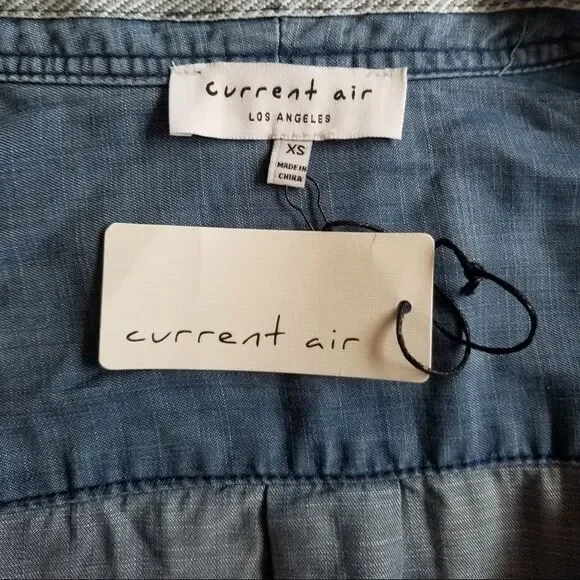 current air
LOS ANGELES
XS
MADE IN
CHINA
current air